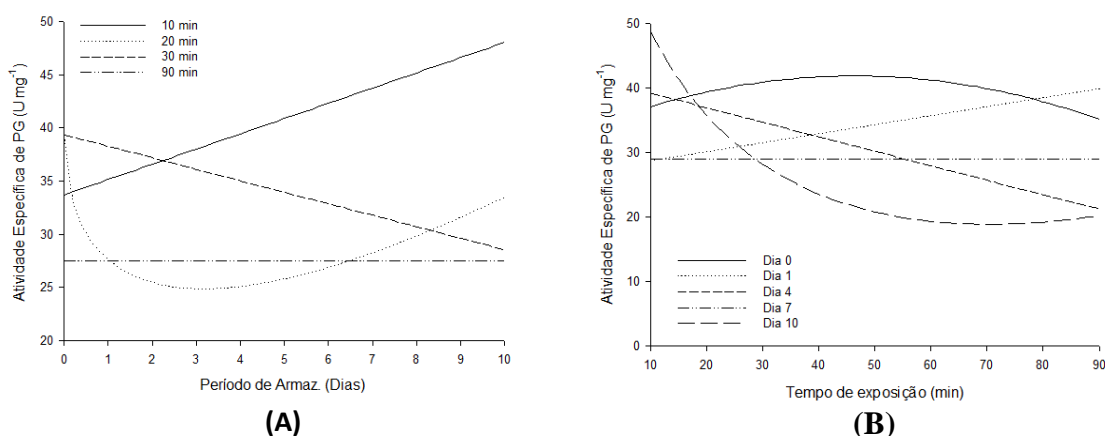 50
45
40
35
30
25
20
Atividade Específica de PG (U mg⁻¹)
10 min
20 min
30 min
90 min
0 1 2 3 4 5 6 7 8 9 10
Período de Armaz. (Dias)
(A)
50
40
30
20
10
0
Atividade Específica de PG (U mg⁻¹)
Dia 0
Dia 1
Dia 4
Dia 7
Dia 10
10 20 30 40 50 60 70 80 90
Tempo de exposição (min)
(B)